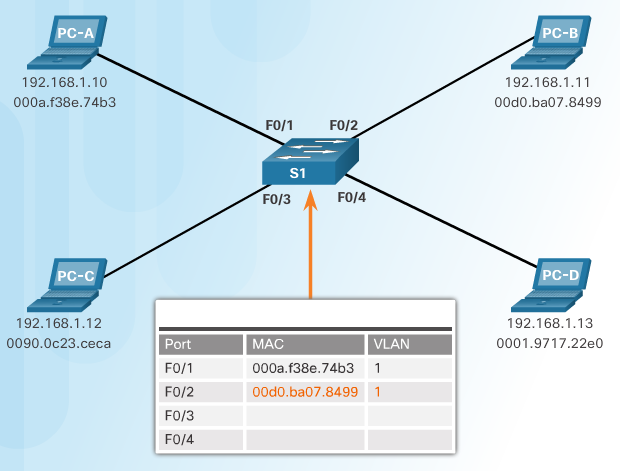 PC-A
192.168.1.10
000a.f38e.74b3
PC-B
192.168.1.11
00d0.ba07.8499
F0/1
F0/2
S1
F0/3
F0/4
PC-C
192.168.1.12
0090.0c23.ceca
PC-D
192.168.1.13
0001.9717.22e0
Port MAC VLAN
F0/1 000a.f38e.74b3 1
F0/2 00d0.ba07.8499 1
F0/3
F0/4